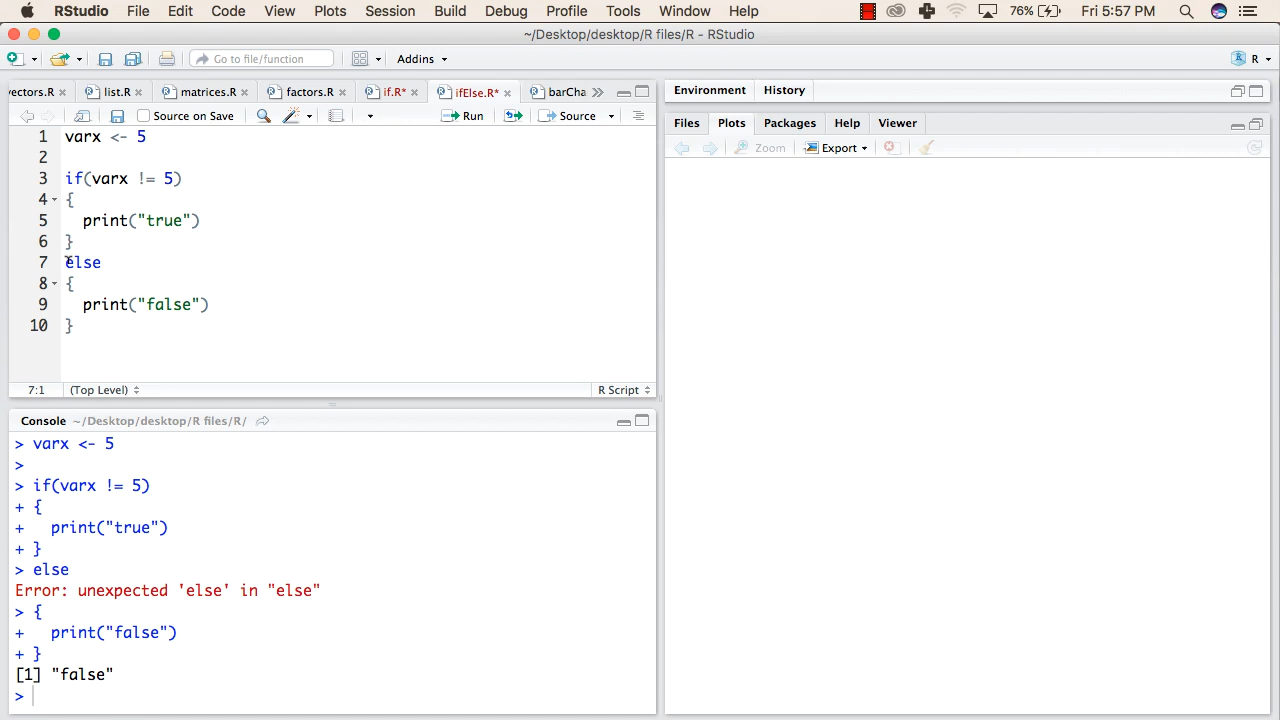 RStudio File Edit Code View Plots Session Build Debug Profile Tools Window Help 76% Fri 5:57 PM
~/Desktop/desktop/R files/R - RStudio
Go to file/function Addins R
vectors.R list.R matrices.R factors.R if.R* ifElse.R* barCha
Source on Save Run Source
1 varx <- 5
2
3 if(varx != 5)
4 {
5 print("true")
6 }
7 else
8 {
9 print("false")
10 }
7:1 (Top Level) R Script
Console ~/Desktop/desktop/R files/R/
> varx <- 5
>
> if(varx != 5)
+ {
+ print("true")
+ }
> else
Error: unexpected 'else' in "else"
> {
+ print("false")
+ }
[1] "false"
>
Environment History
Files Plots Packages Help Viewer
Zoom Export